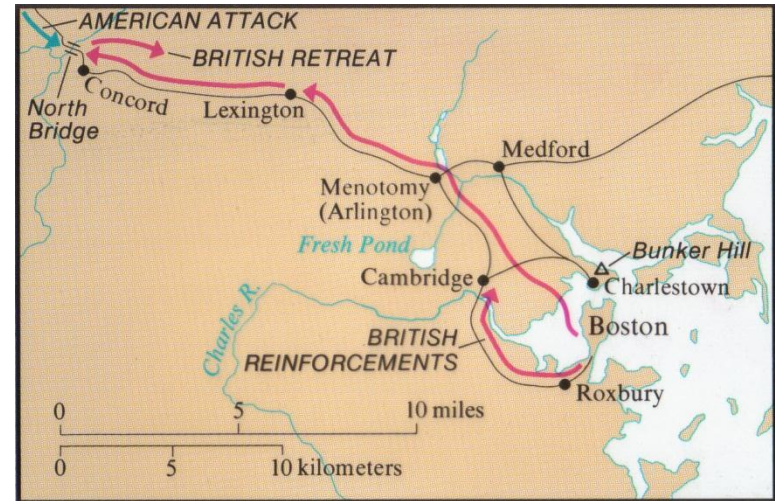 AMERICAN ATTACK
BRITISH RETREAT
North
Bridge
Concord
Lexington
Medford
Menotomy
(Arlington)
Fresh Pond
Bunker Hill
Cambridge
Charlestown
Charles R.
BRITISH
REINFORCEMENTS
Boston
Roxbury
0 5 10 miles
0 5 10 kilometers